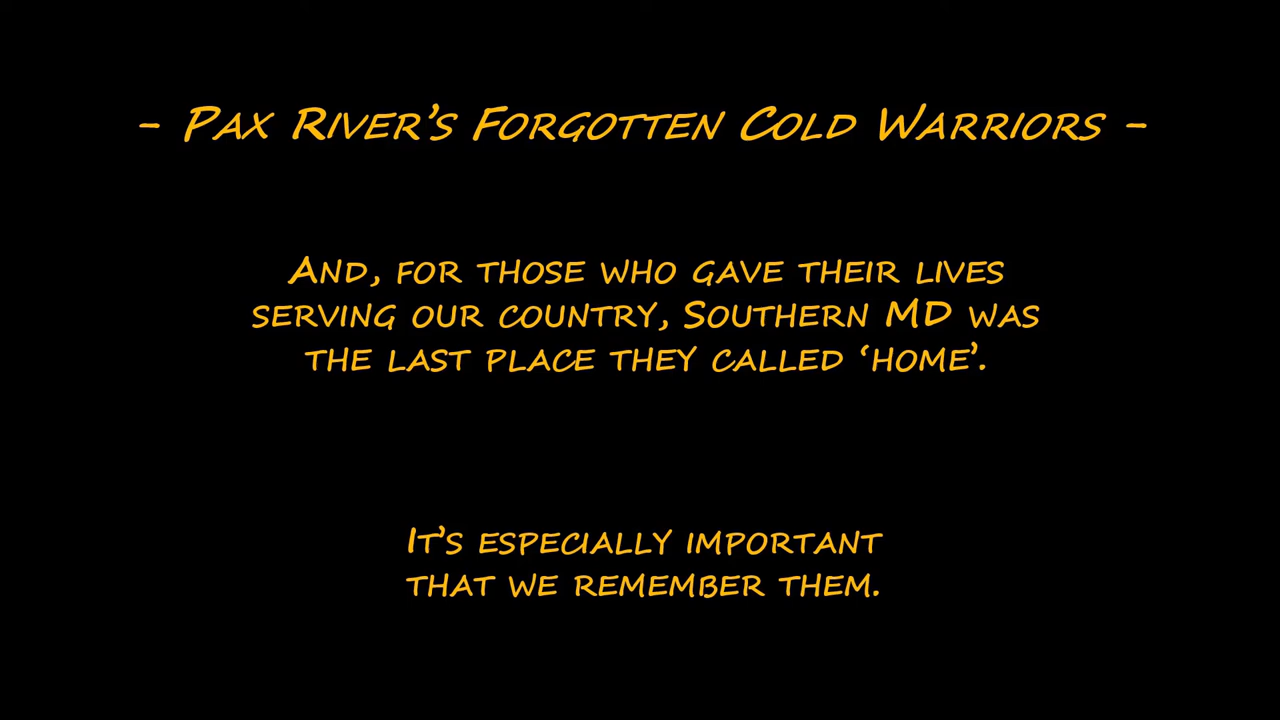 - Pax River’s Forgotten Cold Warriors -
And, for those who gave their lives
serving our country, Southern MD was
the last place they called ‘home’.
It’s especially important
that we remember them.